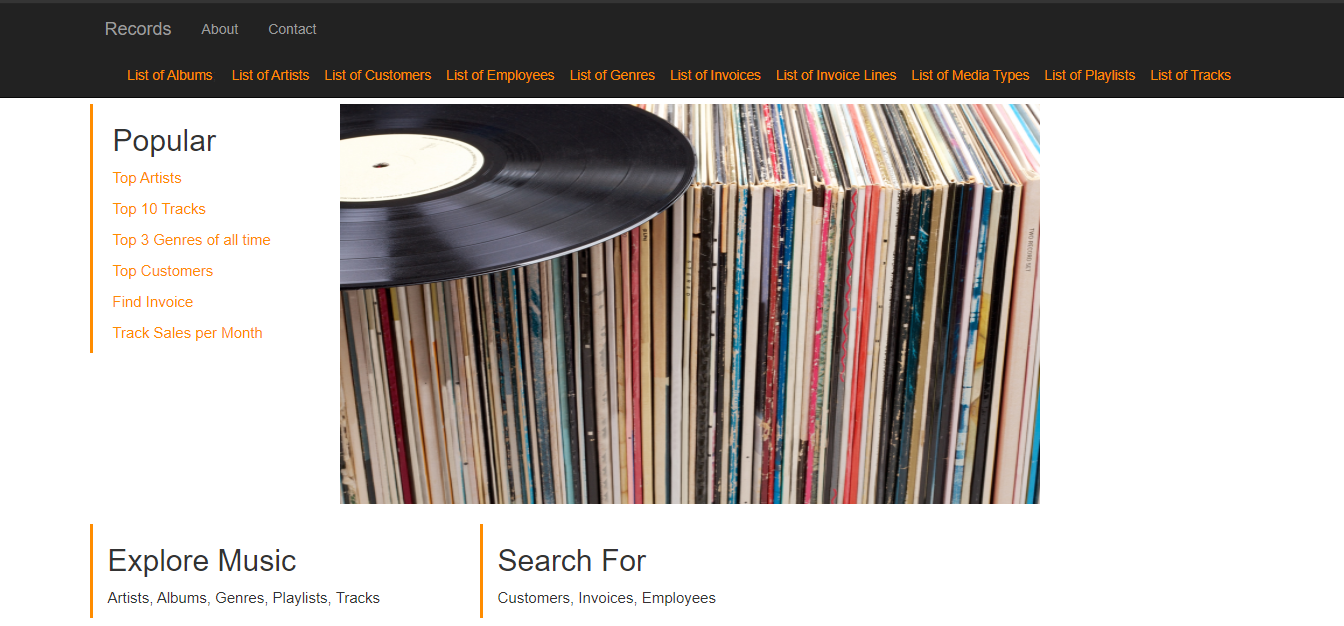 Records About Contact
List of Albums List of Artists List of Customers List of Employees List of Genres List of Invoices List of Invoice Lines List of Media Types List of Playlists List of Tracks
Popular
Top Artists
Top 10 Tracks
Top 3 Genres of all time
Top Customers
Find Invoice
Track Sales per Month
TWO RECORD SET
Explore Music
Artists, Albums, Genres, Playlists, Tracks
Search For
Customers, Invoices, Employees